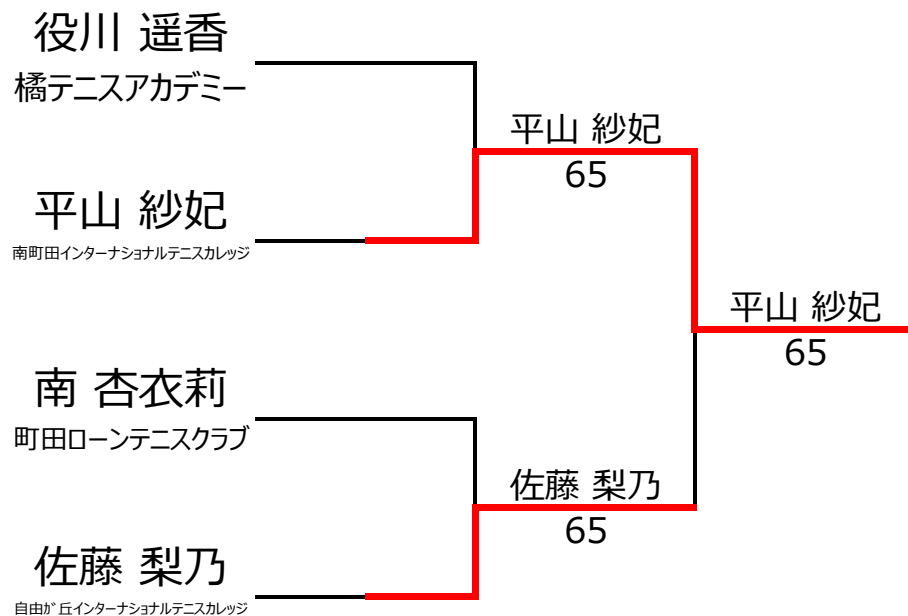 役川 遥香
橘テニスアカデミー
平山 紗妃
65
平山 紗妃
南町田インターナショナルテニスカレッジ
平山 紗妃
65
南 杏衣莉
町田ローンテニスクラブ
佐藤 梨乃
65
佐藤 梨乃
自由が丘インターナショナルテニスカレッジ